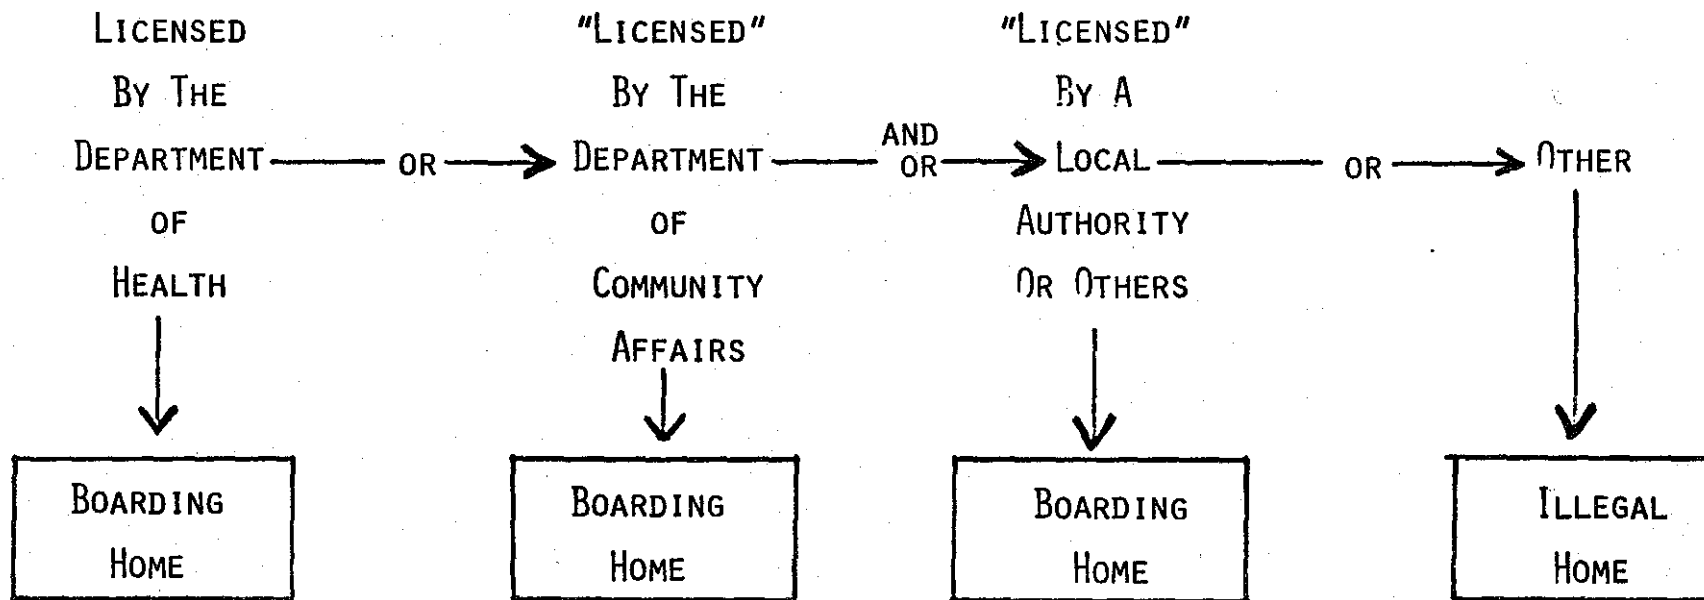 LICENSED
BY THE
DEPARTMENT
OF
HEALTH
OR
"LICENSED"
BY THE
DEPARTMENT
OF
COMMUNITY
AFFAIRS
AND
OR
"LICENSED"
BY A
LOCAL
AUTHORITY
OR OTHERS
OR
OTHER
BOARDING
HOME
BOARDING
HOME
BOARDING
HOME
ILLEGAL
HOME